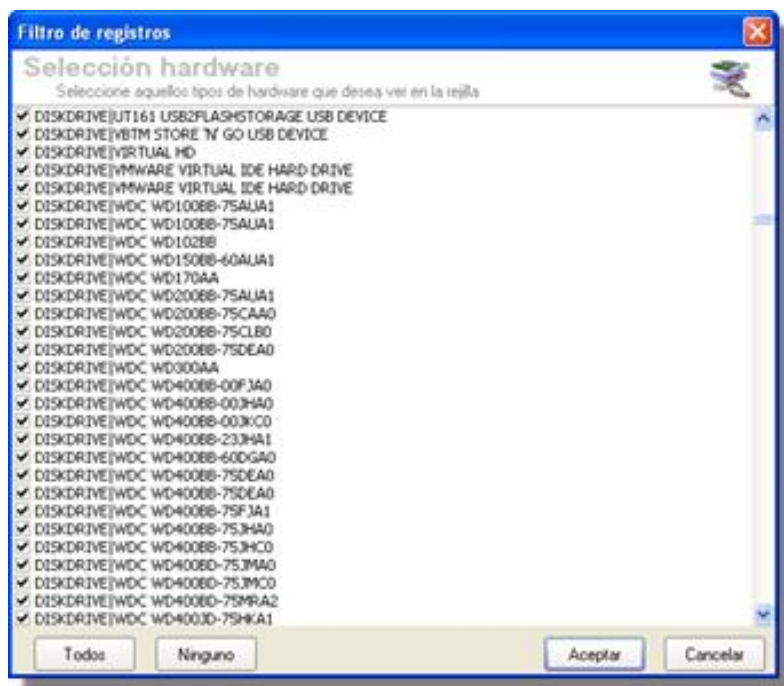 Filtro de registros
Selección hardware
Seleccione aquellos tipos de hardware que desea ver en la rejilla
DISKDRIVE|UT161 USB2FLASHSTORAGE USB DEVICE
DISKDRIVE|VBTM STORE 'N' GO USB DEVICE
DISKDRIVE|VIRTUAL HD
DISKDRIVE|VMWARE VIRTUAL IDE HARD DRIVE
DISKDRIVE|VMWARE VIRTUAL IDE HARD DRIVE
DISKDRIVE|WDC WD100BB-75AUA1
DISKDRIVE|WDC WD100BB-75AUA1
DISKDRIVE|WDC WD102BB
DISKDRIVE|WDC WD150BB-60AUA1
DISKDRIVE|WDC WD170AA
DISKDRIVE|WDC WD200BB-75AUA1
DISKDRIVE|WDC WD200BB-75CAA0
DISKDRIVE|WDC WD200BB-75CLB0
DISKDRIVE|WDC WD200BB-75DEA0
DISKDRIVE|WDC WD300AA
DISKDRIVE|WDC WD400BB-00FJA0
DISKDRIVE|WDC WD400BB-00JHA0
DISKDRIVE|WDC WD400BB-00JKC0
DISKDRIVE|WDC WD400BB-23JHA1
DISKDRIVE|WDC WD400BB-60DGA0
DISKDRIVE|WDC WD400BB-75DEA0
DISKDRIVE|WDC WD400BB-75DEA0
DISKDRIVE|WDC WD400BB-75FJA1
DISKDRIVE|WDC WD400BB-75JHA0
DISKDRIVE|WDC WD400BB-75JHC0
DISKDRIVE|WDC WD400BD-75JMA0
DISKDRIVE|WDC WD400BD-75JMC0
DISKDRIVE|WDC WD400BD-75MRA2
DISKDRIVE|WDC WD400JD-75HKA1
Todos Ninguno Aceptar Cancelar